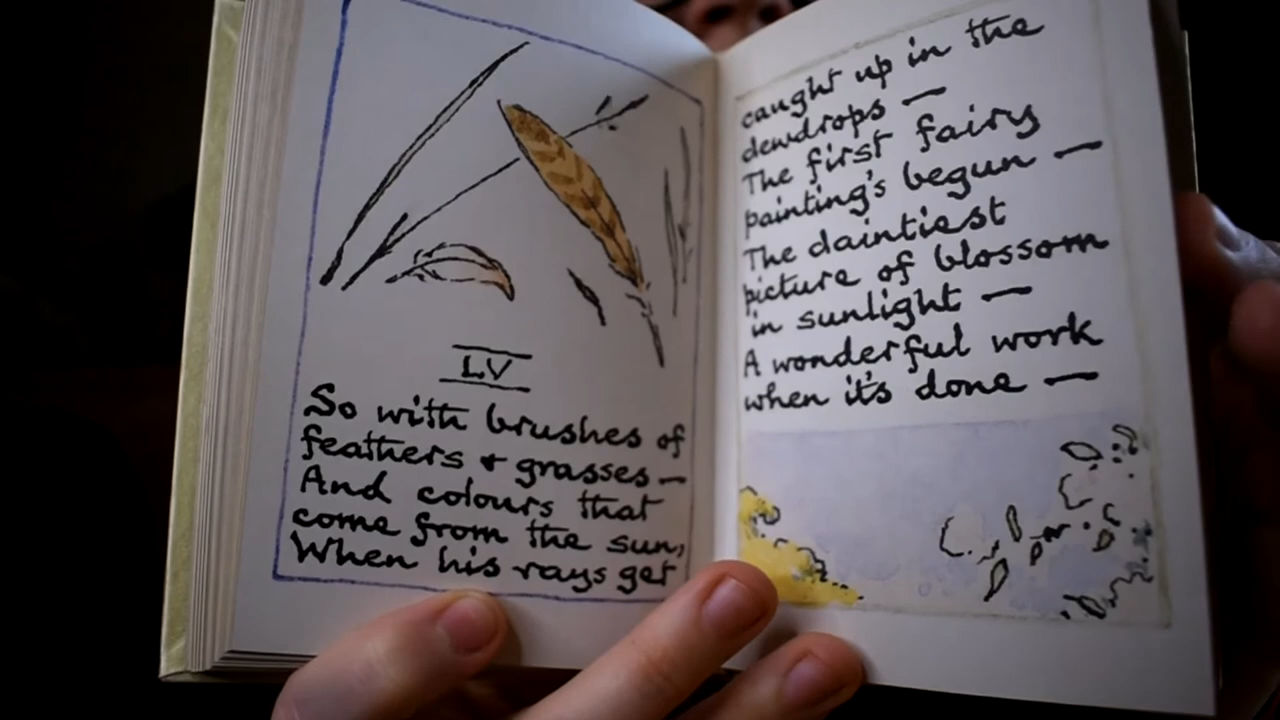 LV
So with brushes of
feathers & grasses —
And colours that
come from the sun,
When his rays get
caught up in the
dewdrops —
The first fairy
painting's begun —
The daintiest
picture of blossom
in sunlight —
A wonderful work
when it's done —